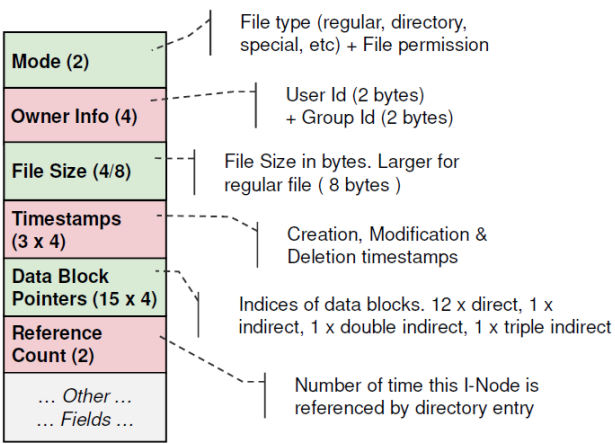 Mode (2)
File type (regular, directory,
special, etc) + File permission
Owner Info (4)
User Id (2 bytes)
+ Group Id (2 bytes)
File Size (4/8)
File Size in bytes. Larger for
regular file ( 8 bytes )
Timestamps
(3 x 4)
Creation, Modification &
Deletion timestamps
Data Block
Pointers (15 x 4)
Indices of data blocks. 12 x direct, 1 x
indirect, 1 x double indirect, 1 x triple indirect
Reference
Count (2)
Number of time this I-Node is
referenced by directory entry
... Other ...
... Fields ...